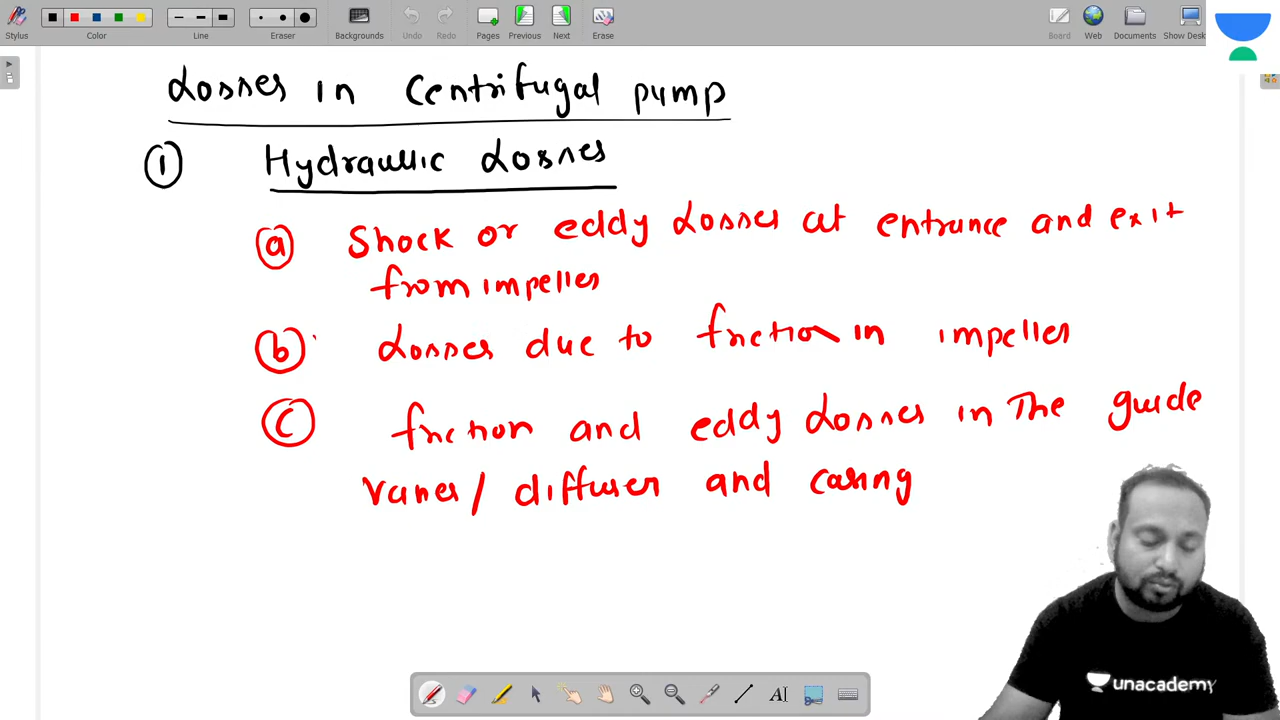 Stylus
Color
Line
Eraser
Backgrounds
Undo
Redo
Pages
Previous
Next
Erase
Board
Web
Documents
Show Desk
Losses in Centrifugal pump
1 Hydraulic Losses
a Shock or eddy Losses at entrance and exit
from impeller
b Losses due to friction in impeller
c friction and eddy Losses in The guide
vanes/ diffuser and casing
unacademy